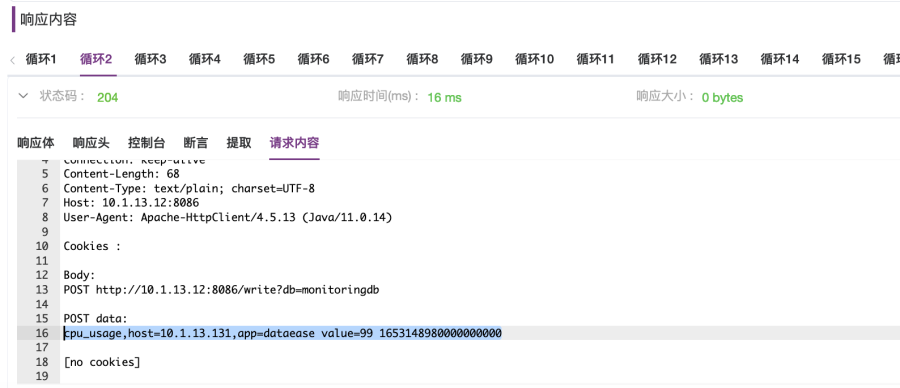 响应内容
循环1 循环2 循环3 循环4 循环5 循环6 循环7 循环8 循环9 循环10 循环11 循环12 循环13 循环14 循环15
状态码： 204 响应时间(ms)： 16 ms 响应大小： 0 bytes
响应体 响应头 控制台 断言 提取 请求内容
4 Connection: keep-alive
5 Content-Length: 68
6 Content-Type: text/plain; charset=UTF-8
7 Host: 10.1.13.12:8086
8 User-Agent: Apache-HttpClient/4.5.13 (Java/11.0.14)
9
10 Cookies :
11
12 Body:
13 POST http://10.1.13.12:8086/write?db=monitoringdb
14
15 POST data:
16 cpu_usage,host=10.1.13.131,app=dataease value=99 1653148980000000000
17
18 [no cookies]
19